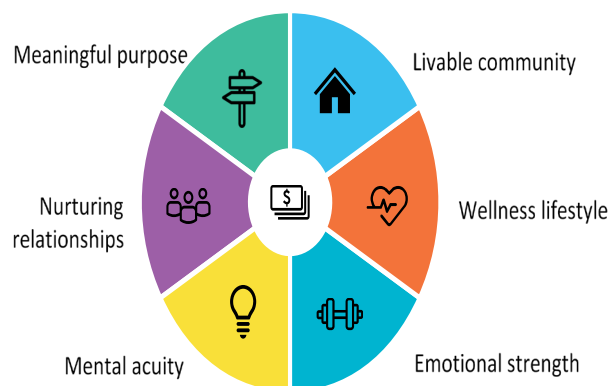 Meaningful purpose
Livable community
$
Nurturing
relationships
Wellness lifestyle
Mental acuity
Emotional strength